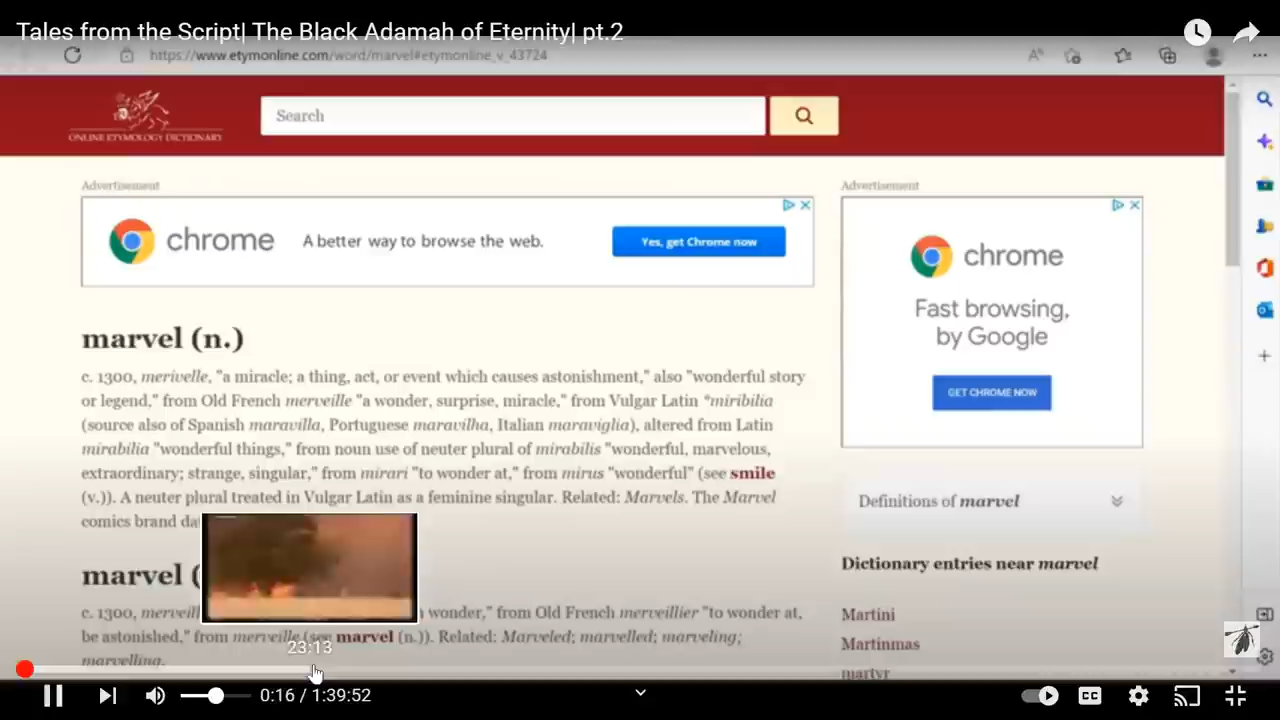 Tales from the Script| The Black Adamah of Eternity| pt.2
https://www.etymonline.com/word/marvel#etymonline_v_43724
ONLINE ETYMOLOGY DICTIONARY
Search
Advertisement
chrome
A better way to browse the web.
Yes, get Chrome now
marvel (n.)
c. 1300, merivelle, "a miracle; a thing, act, or event which causes astonishment," also "wonderful story
or legend," from Old French merveille "a wonder, surprise, miracle," from Vulgar Latin *miribilia
(source also of Spanish maravilla, Portuguese maravilha, Italian maraviglia), altered from Latin
mirabilia "wonderful things," from noun use of neuter plural of mirabilis "wonderful, marvelous,
extraordinary; strange, singular," from mirari "to wonder at," from mirus "wonderful" (see smile
(v.)). A neuter plural treated in Vulgar Latin as a feminine singular. Related: Marvels. The Marvel
comics brand da
marvel (
c. 1300, merveill wonder," from Old French merveillier "to wonder at,
be astonished," from merveille (see marvel (n.)). Related: Marveled; marvelled; marveling;
marvelling.
Advertisement
chrome
Fast browsing,
by Google
GET CHROME NOW
Definitions of marvel
Dictionary entries near marvel
Martini
Martinmas
martyr
23:13
0:16 / 1:39:52
CC